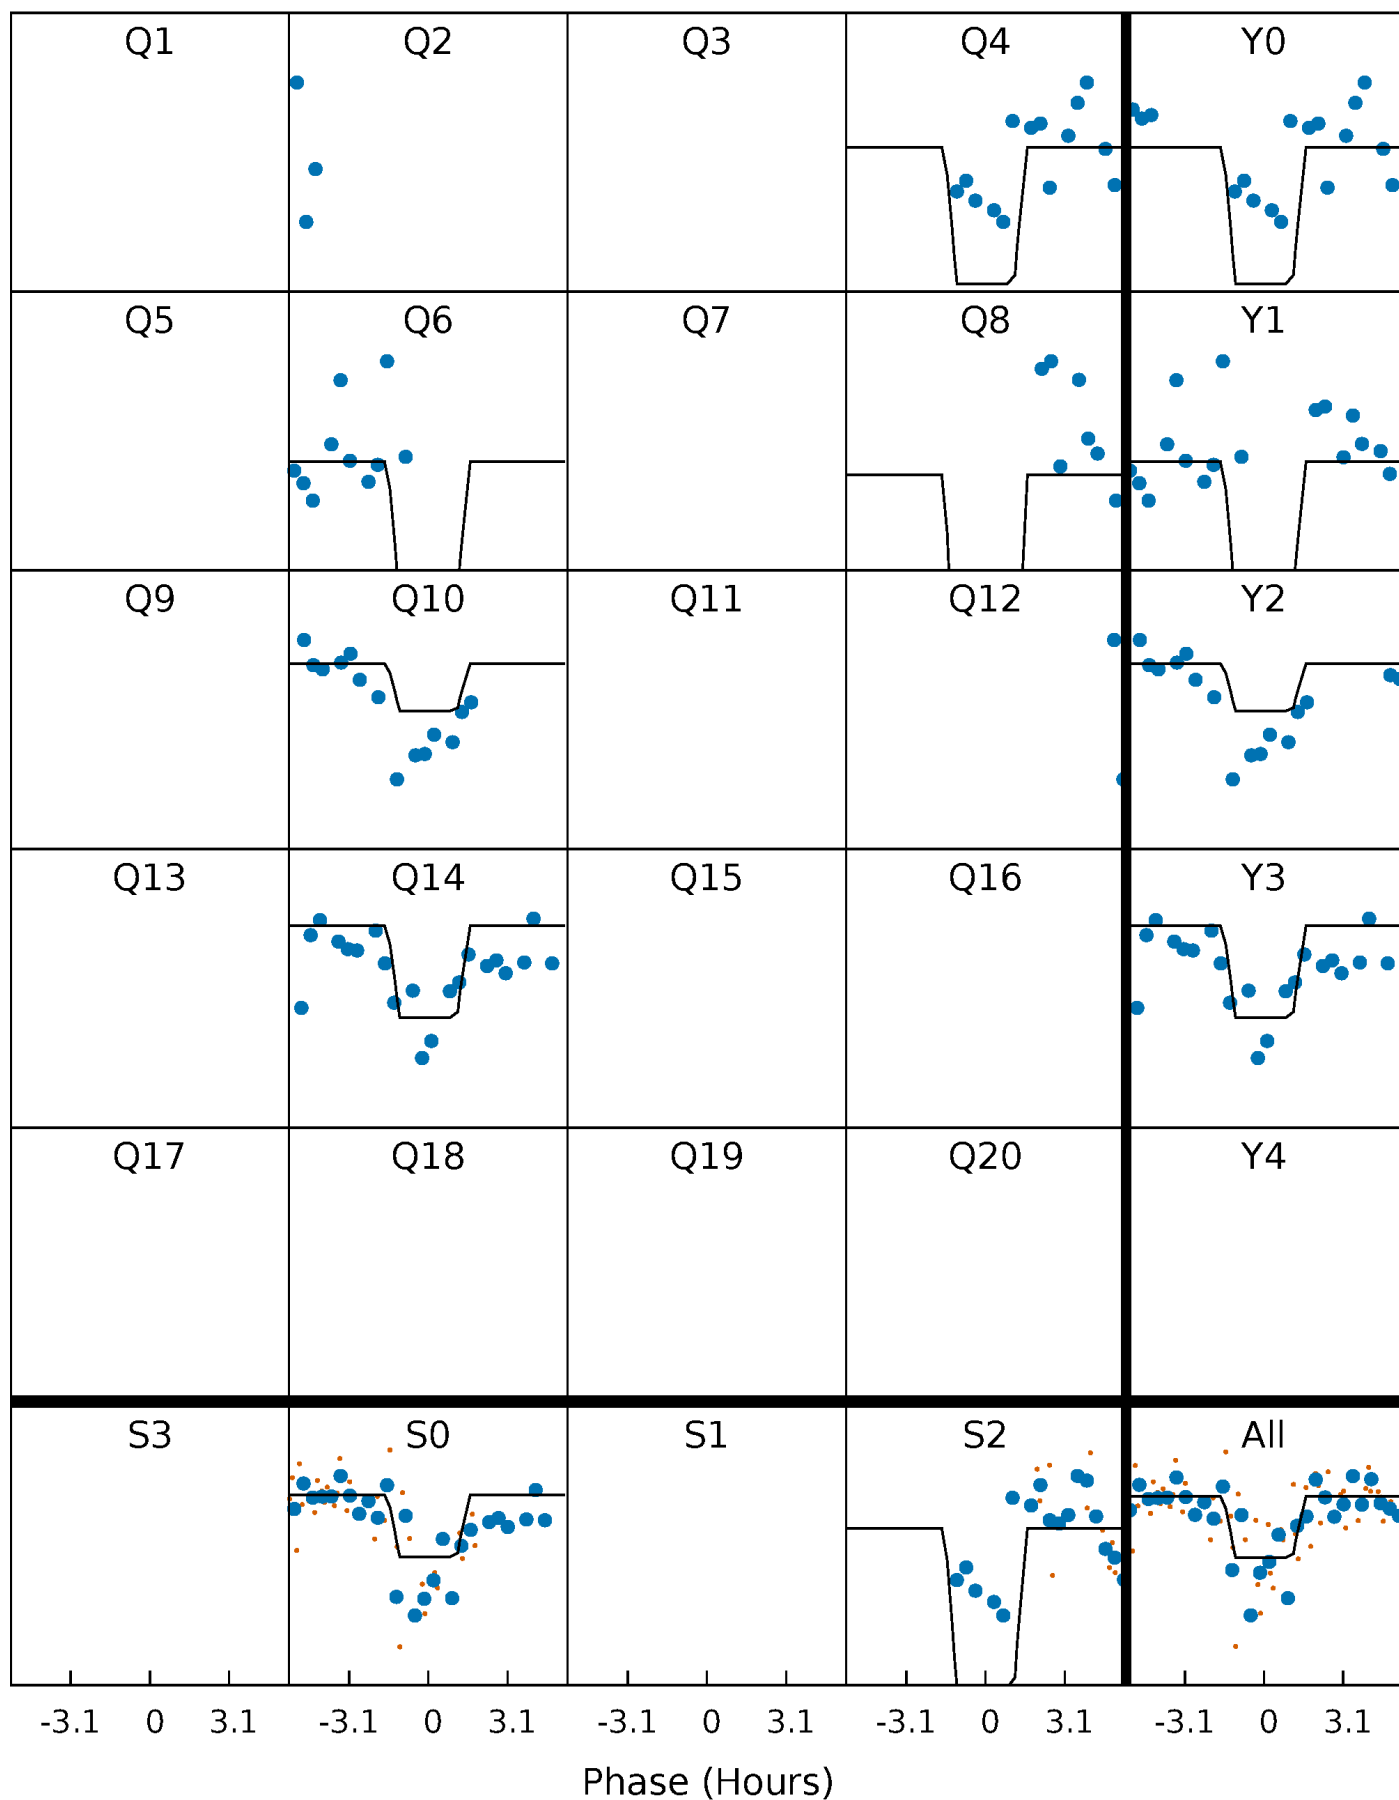 Q1 Q2 Q3 Q4 Y0
Q5 Q6 Q7 Q8 Y1
Q9 Q10 Q11 Q12 Y2
Q13 Q14 Q15 Q16 Y3
Q17 Q18 Q19 Q20 Y4
S3 S0 S1 S2 All
-3.1 0 3.1 -3.1 0 3.1 -3.1 0 3.1 -3.1 0 3.1 -3.1 0 3.1
Phase (Hours)